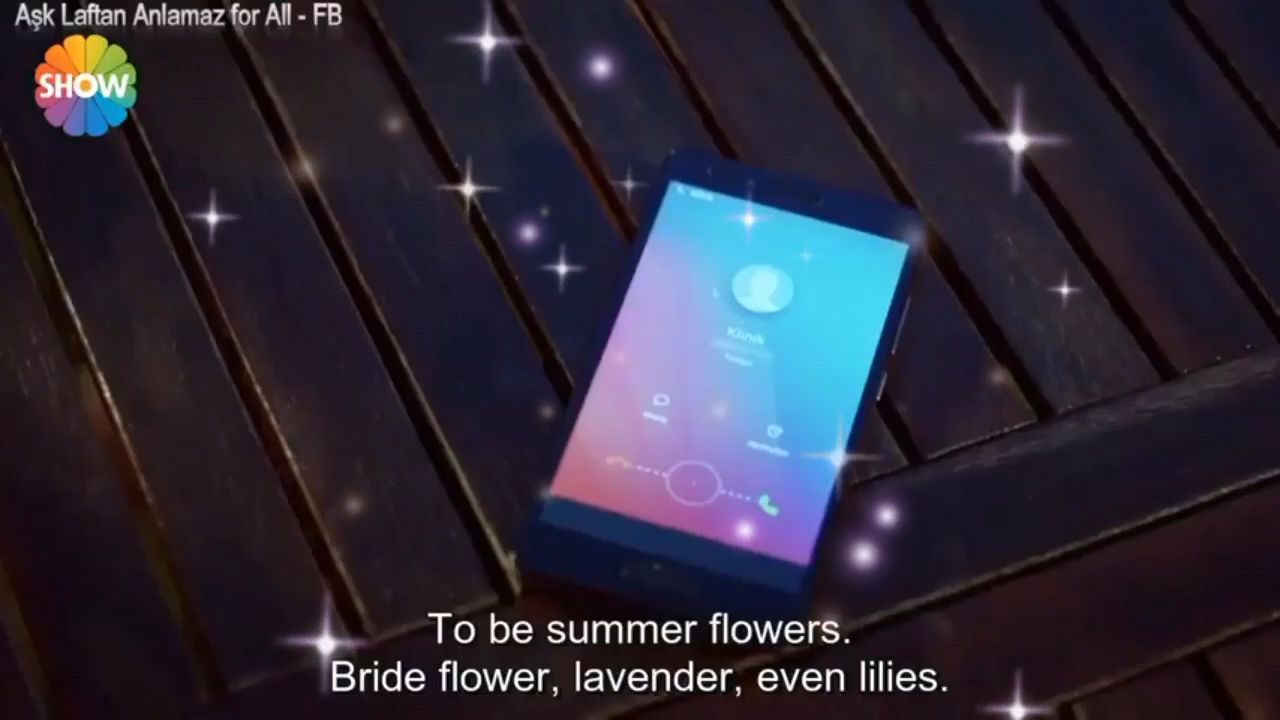 Aşk Laftan Anlamaz for All - FB
SHOW
Klinik
To be summer flowers.
Bride flower, lavender, even lilies.